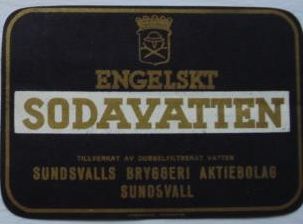 ENGELSKT
SODAVATTEN
TILLVERKAT AV DUBBELFILTRERAT VATTEN
SUNDSVALLS BRYGGERI AKTIEBOLAG
SUNDSVALL